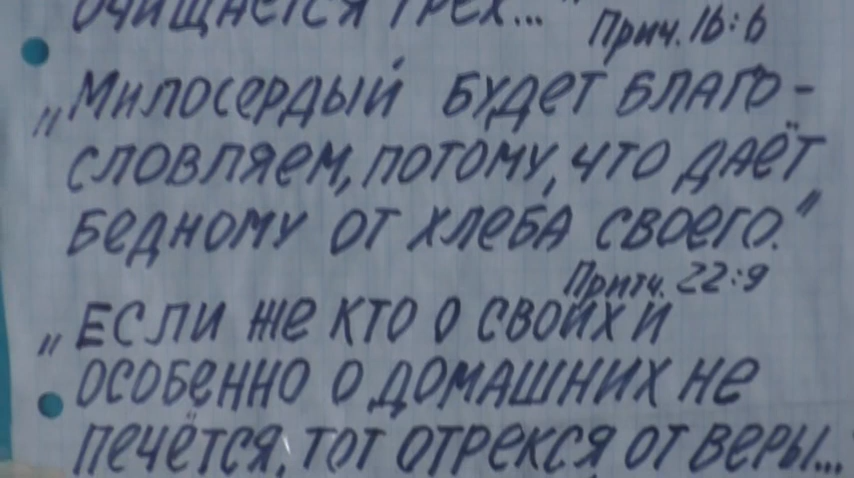 очищается грех..."
Прич. 16:6
„Милосердый будет благо-
словляем, потому, что даёт
бедному от хлеба своего."
Притч. 22:9
„Если же кто о своих и
особенно о домашних не
печётся, тот отрекся от веры...